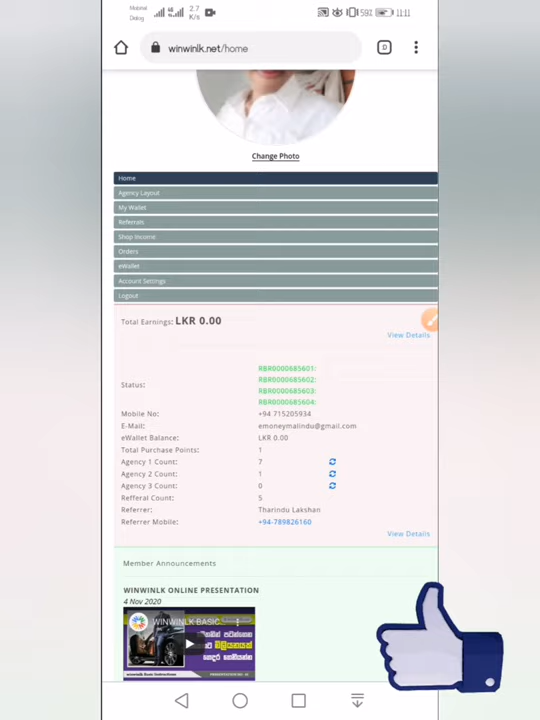 Mobitel
Dialog
2.7
K/s
59%
11:11
winwinlk.net/home
:D
Change Photo
Home
Agency Layout
My Wallet
Referrals
Shop Income
Orders
eWallet
Account Settings
Logout
Total Earnings: LKR 0.00
View Details
Status:
RBR0000685601:
RBR0000685602:
RBR0000685603:
RBR0000685604:
Mobile No: +94 715205934
E-Mail: emoneymalindu@gmail.com
eWallet Balance: LKR 0.00
Total Purchase Points: 1
Agency 1 Count: 7
Agency 2 Count: 1
Agency 3 Count: 0
Refferal Count: 5
Referrer: Tharindu Lakshan
Referrer Mobile: +94-789826160
View Details
Member Announcements
WINWINLK ONLINE PRESENTATION
4 Nov 2020
WINWINLK BASIC
winwinlk Basic Instructions